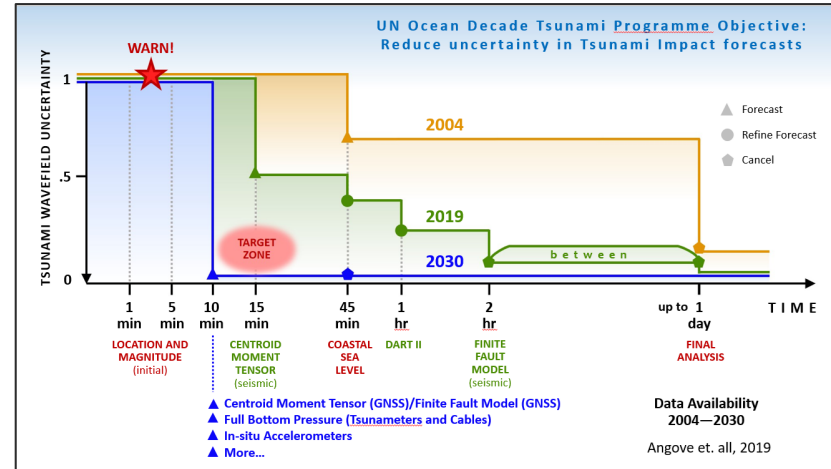 UN Ocean Decade Tsunami Programme Objective:
Reduce uncertainty in Tsunami Impact forecasts
WARN!
TSUNAMI WAVEFIELD UNCERTAINTY
1
.5
0
2004
2019
2030
Forecast
Refine Forecast
Cancel
TARGET
ZONE
between
1
min
5
min
10
min
15
min
45
min
1
hr
2
hr
up to 1
day
TIME
LOCATION AND
MAGNITUDE
(initial)
CENTROID
MOMENT
TENSOR
(seismic)
COASTAL
SEA
LEVEL
DART II
FINITE
FAULT
MODEL
(seismic)
FINAL
ANALYSIS
Centroid Moment Tensor (GNSS)/Finite Fault Model (GNSS)
Full Bottom Pressure (Tsunameters and Cables)
In-situ Accelerometers
More...
Data Availability
2004—2030
Angove et. all, 2019